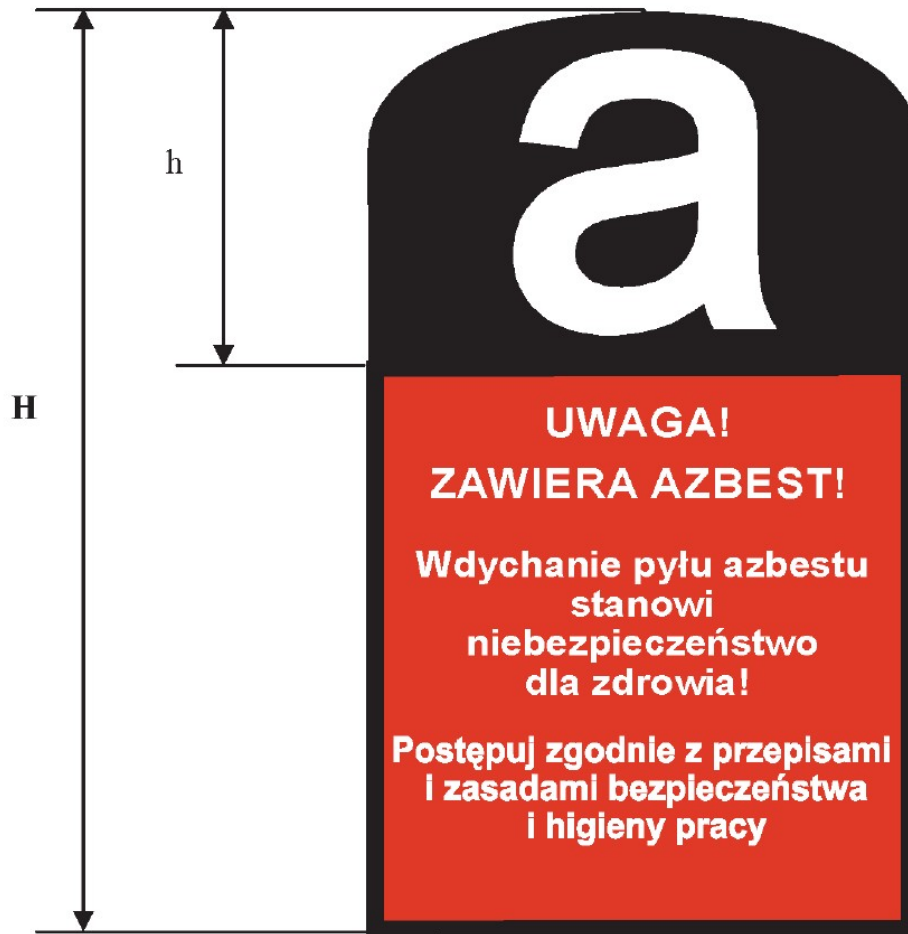 a
h
H
UWAGA!
ZAWIERA AZBEST!
Wdychanie pyłu azbestu
stanowi
niebezpieczeństwo
dla zdrowia!
Postępuj zgodnie z przepisami
i zasadami bezpieczeństwa
i higieny pracy